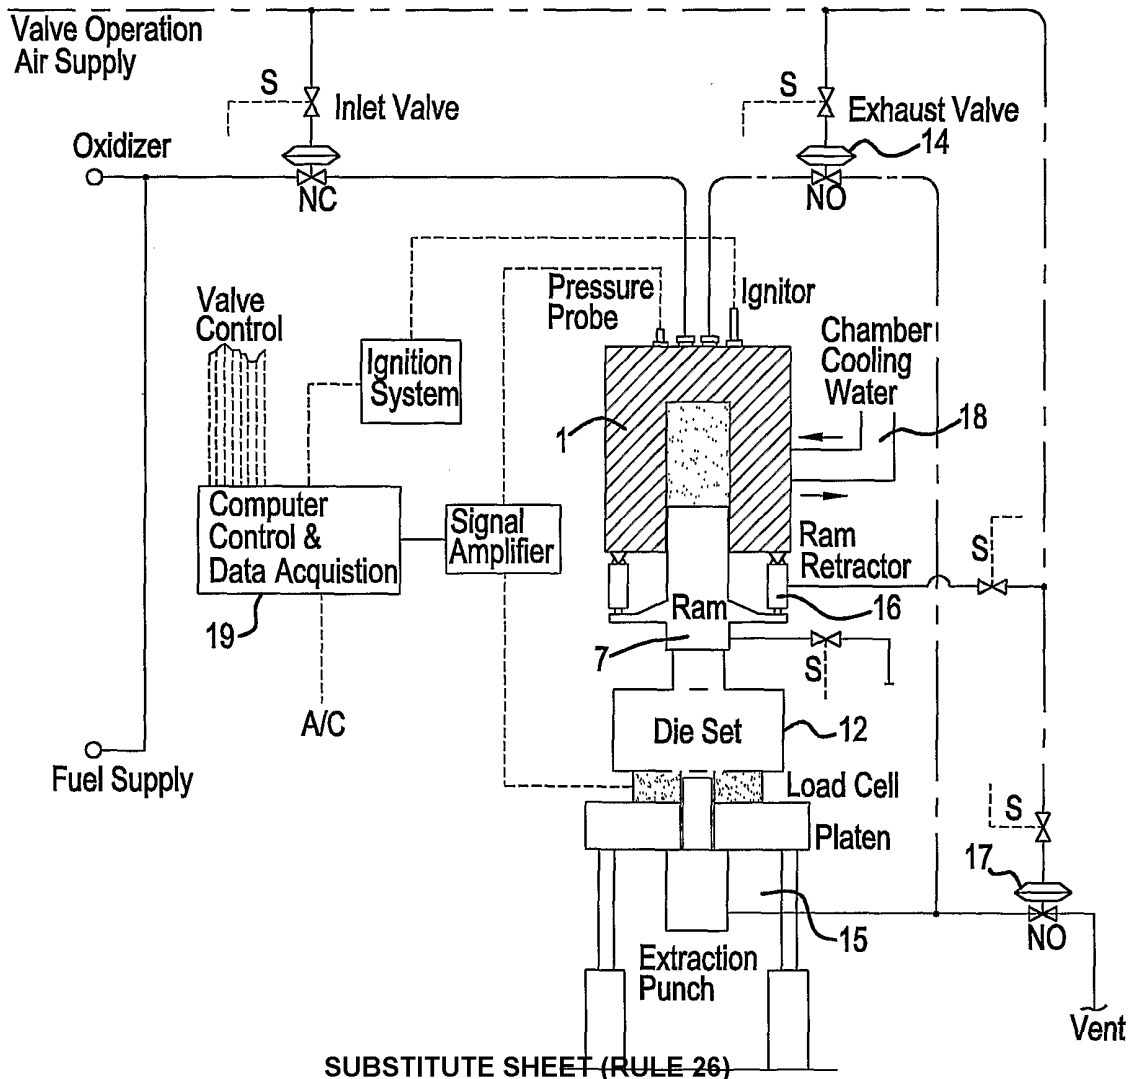 Valve Operation
Air Supply
S
Inlet Valve
S
Exhaust Valve
14
Oxidizer
NC
NO
Valve
Control
Pressure
Probe
Ignitor
Ignition
System
Chamber
Cooling
Water
18
1
Computer
Control &
Data Acquistion
Signal
Amplifier
Ram
Retractor
S
16
19
Ram
7
S
A/C
Die Set
12
Fuel Supply
Load Cell
Platen
S
17
15
NO
Extraction
Punch
Vent
SUBSTITUTE SHEET (RULE 26)